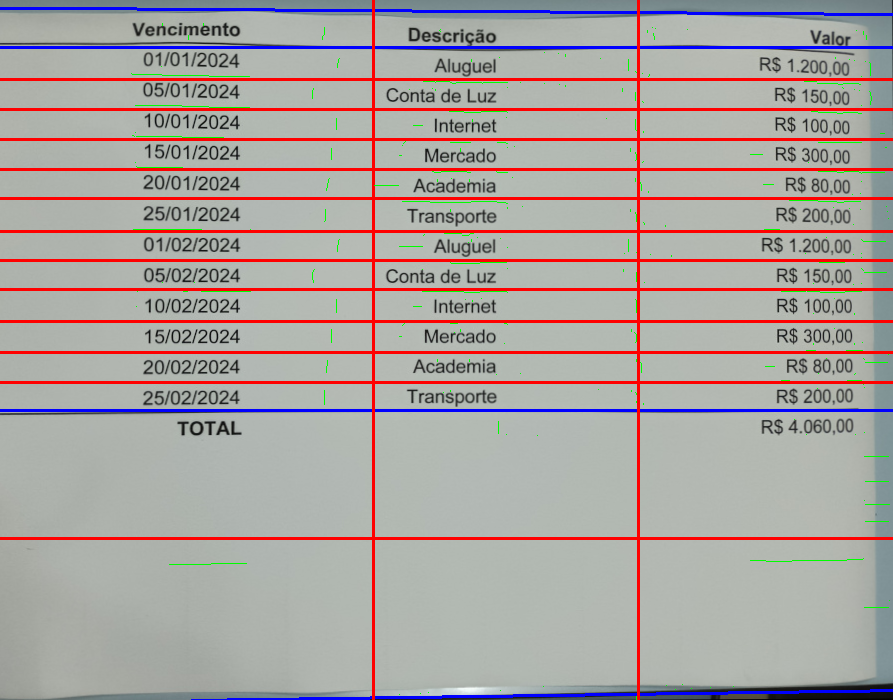 Vencimento Descrição Valor
01/01/2024 Aluguel R$ 1.200,00
05/01/2024 Conta de Luz R$ 150,00
10/01/2024 Internet R$ 100,00
15/01/2024 Mercado R$ 300,00
20/01/2024 Academia R$ 80,00
25/01/2024 Transporte R$ 200,00
01/02/2024 Aluguel R$ 1.200,00
05/02/2024 Conta de Luz R$ 150,00
10/02/2024 Internet R$ 100,00
15/02/2024 Mercado R$ 300,00
20/02/2024 Academia R$ 80,00
25/02/2024 Transporte R$ 200,00
TOTAL R$ 4.060,00